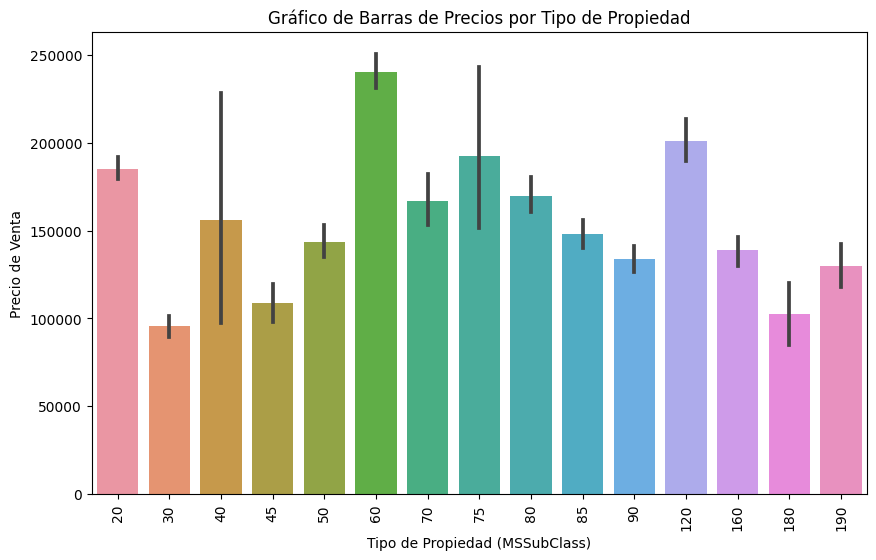 Gráfico de Barras de Precios por Tipo de Propiedad
Precio de Venta
250000
200000
150000
100000
50000
0
20 30 40 45 50 60 70 75 80 85 90 120 160 180 190
Tipo de Propiedad (MSSubClass)